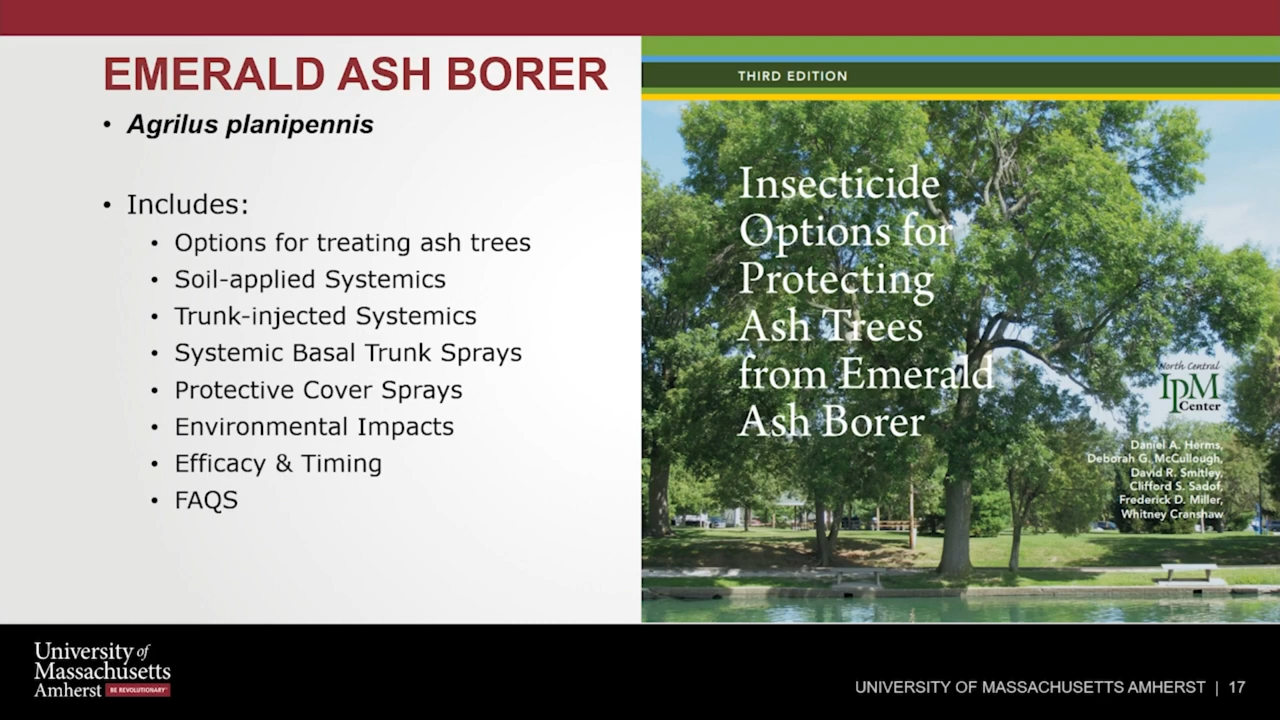 EMERALD ASH BORER
• Agrilus planipennis
• Includes:
• Options for treating ash trees
• Soil-applied Systemics
• Trunk-injected Systemics
• Systemic Basal Trunk Sprays
• Protective Cover Sprays
• Environmental Impacts
• Efficacy & Timing
• FAQS
THIRD EDITION
Insecticide
Options for
Protecting
Ash Trees
from Emerald
Ash Borer
North Central
IPM
Center
Daniel A. Herms,
Deborah G. McCullough,
David R. Smitley,
Clifford S. Sadof,
Frederick D. Miller,
Whitney Cranshaw
University of
Massachusetts
Amherst BE REVOLUTIONARY™
UNIVERSITY OF MASSACHUSETTS AMHERST | 17